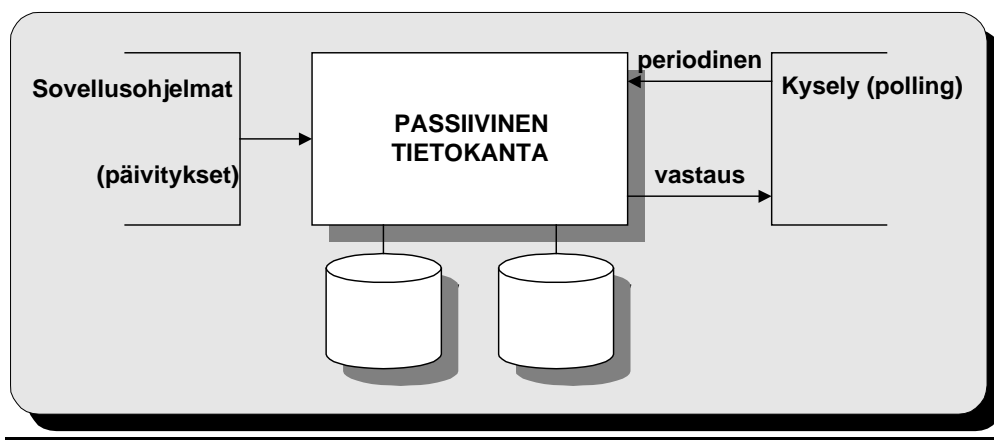 Sovellusohjelmat
(päivitykset)
PASSIIVINEN
TIETOKANTA
periodinen
vastaus
Kysely (polling)